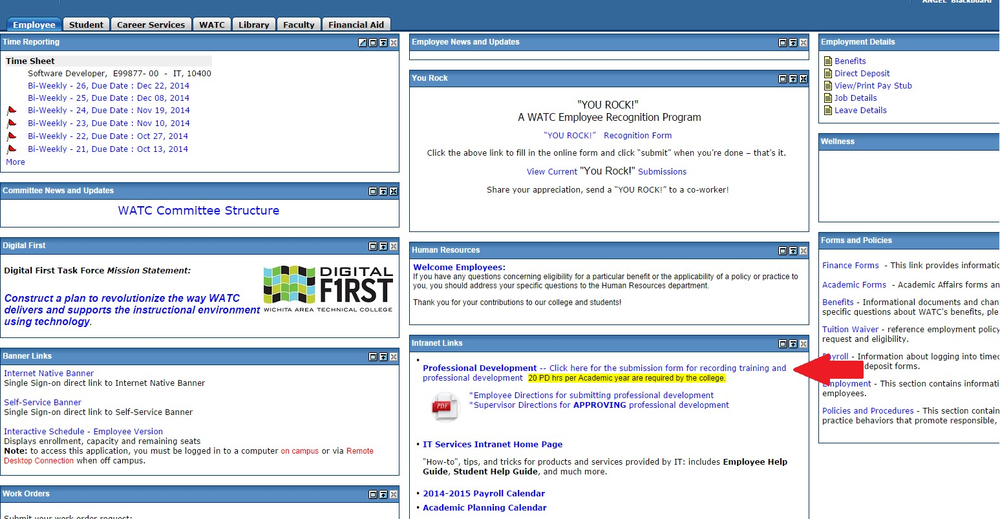 ANGEL Blackboard
Employee
Student
Career Services
WATC
Library
Faculty
Financial Aid
Time Reporting
Time Sheet
Software Developer, E99877- 00 - IT, 10400
Bi-Weekly - 26, Due Date : Dec 22, 2014
Bi-Weekly - 25, Due Date : Dec 08, 2014
Bi-Weekly - 24, Due Date : Nov 19, 2014
Bi-Weekly - 23, Due Date : Nov 10, 2014
Bi-Weekly - 22, Due Date : Oct 27, 2014
Bi-Weekly - 21, Due Date : Oct 13, 2014
More
Committee News and Updates
WATC Committee Structure
Digital First
Digital First Task Force Mission Statement:
Construct a plan to revolutionize the way WATC
delivers and supports the instructional environment
using technology.
DIGITAL
F1RST
WICHITA AREA TECHNICAL COLLEGE
Banner Links
Internet Native Banner
Single Sign-on direct link to Internet Native Banner
Self-Service Banner
Single Sign-on direct link to Self-Service Banner
Interactive Schedule - Employee Version
Displays enrollment, capacity and remaining seats
Note: to access this application, you must be logged in to a computer on campus or via Remote
Desktop Connection when off campus.
Work Orders
Submit your work order request:
Employee News and Updates
You Rock
"YOU ROCK!"
A WATC Employee Recognition Program
“YOU ROCK!” Recognition Form
Click the above link to fill in the online form and click “submit” when you’re done – that’s it.
View Current "You Rock!" Submissions
Share your appreciation, send a “YOU ROCK!” to a co-worker!
Human Resources
Welcome Employees:
If you have any questions concerning eligibility for a particular benefit or the applicability of a policy or practice to
you, you should address your specific questions to the Human Resources department.
Thank you for your contributions to our college and students!
Intranet Links
•
Professional Development -- Click here for the submission form for recording training and
professional development 20 PD hrs per Academic year are required by the college.
PDF
*Employee Directions for submitting professional development
*Supervisor Directions for APPROVING professional development
• IT Services Intranet Home Page
"How-to", tips, and tricks for products and services provided by IT: includes Employee Help
Guide, Student Help Guide, and much more.
• 2014-2015 Payroll Calendar
• Academic Planning Calendar
Employment Details
Benefits
Direct Deposit
View/Print Pay Stub
Job Details
Leave Details
Wellness
Forms and Policies
Finance Forms - This link provides informatio
Academic Forms - Academic Affairs forms an
Benefits - Informational documents and chan
specific questions about WATC's benefits, ple
Tuition Waiver - reference employment policy
request and eligibility.
Payroll - Information about logging into timec
deposit forms.
Employment - This section contains informati
employees.
Policies and Procedures - This section contain
practice behaviors that promote responsible,